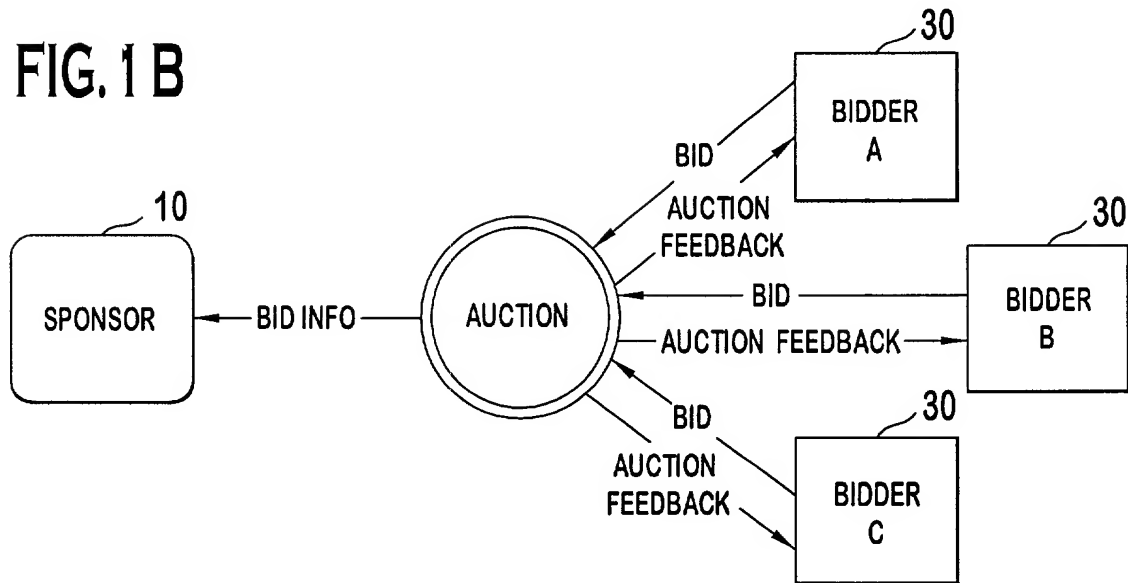 FIG. 1 B
30
BIDDER
A
BID
AUCTION
FEEDBACK
10
SPONSOR
BID INFO
AUCTION
30
BIDDER
B
BID
AUCTION FEEDBACK
30
BIDDER
C
BID
AUCTION
FEEDBACK